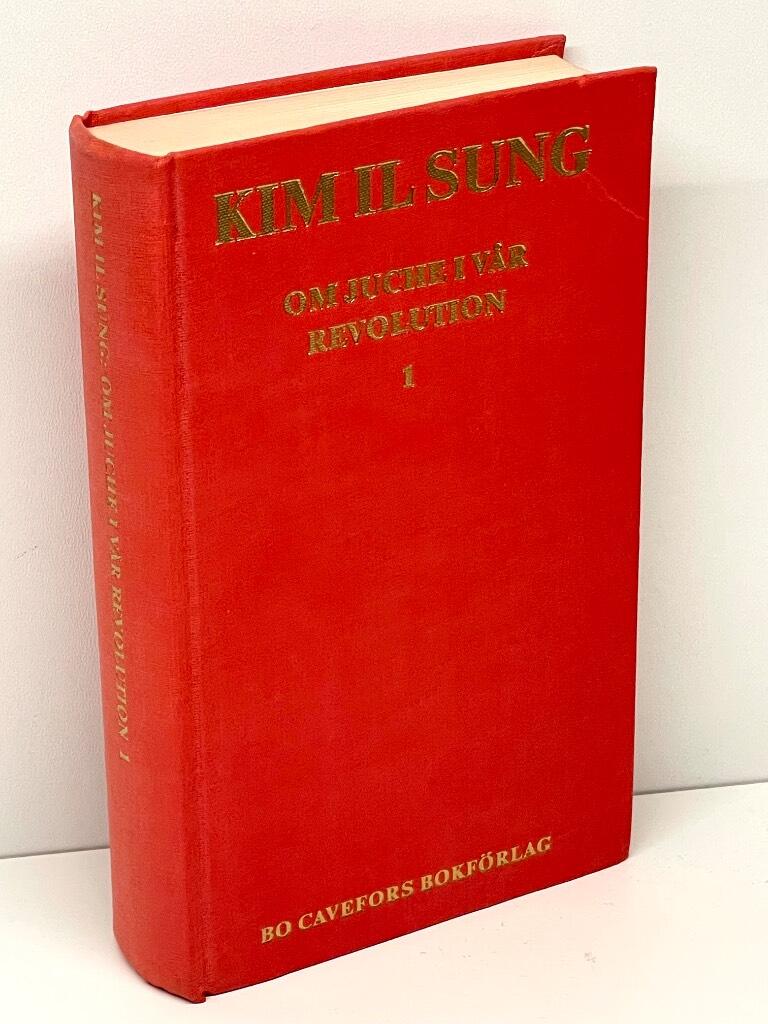 KIM IL SUNG
OM JUCHE I VÅR
REVOLUTION
1
BO CAVEFORS BOKFÖRLAG
KIM IL SUNG: OM JUCHE I VÅR REVOLUTION 1